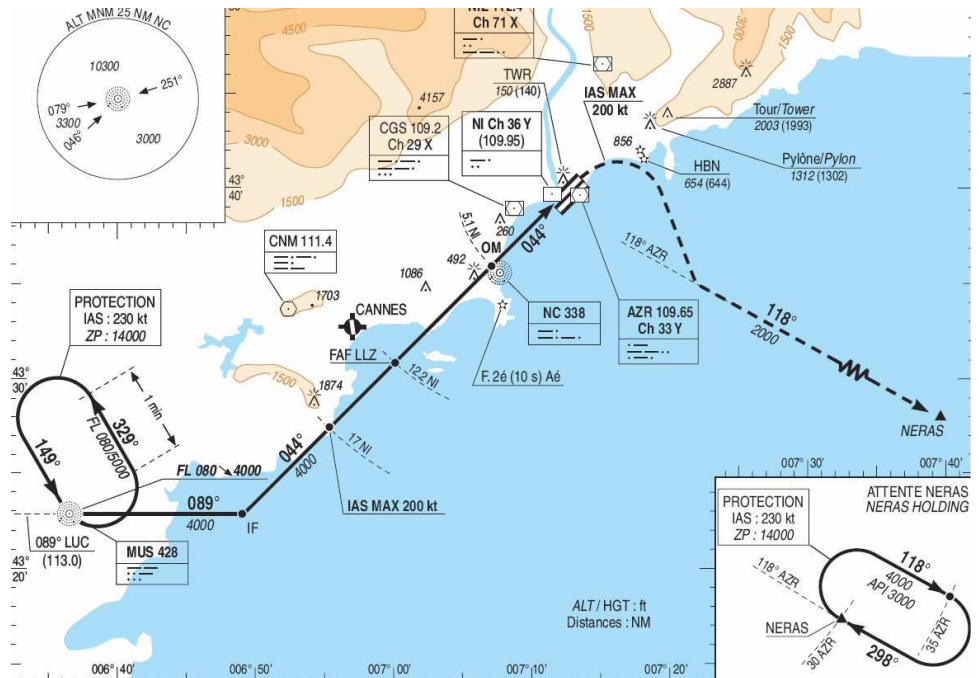 ALT MNM 25 NM NC
10300
079°
251°
3300
046°
3000
4500
1500
3000
1500
3000
1500
NIZ 112.4
Ch 71 X
TWR
150 (140)
IAS MAX
200 kt
2887
4157
Tour/Tower
2003 (1993)
CGS 109.2
Ch 29 X
NI Ch 36 Y
(109.95)
856
Pylône/Pylon
1312 (1302)
HBN
654 (644)
43°
40'
1500
5.1 NI
260
044°
OM
118° AZR
CNM 111.4
492
1086
1703
PROTECTION
IAS : 230 kt
ZP : 14000
CANNES
NC 338
AZR 109.65
Ch 33 Y
118°
2000
FAF LLZ
12.2 NI
F. 2é (10 s) Aé
43°
30'
1 min
1500
1874
329°
FL 080/5000
149°
17 NI
044°
4000
NERAS
FL 080 4000
007° 30'
007° 40'
089°
4000
IF
IAS MAX 200 kt
PROTECTION
IAS : 230 kt
ZP : 14000
ATTENTE NERAS
NERAS HOLDING
089° LUC
(113.0)
MUS 428
43°
20'
118° AZR
118°
4000
API 3000
ALT / HGT : ft
Distances : NM
NERAS
30 AZR
298°
35 AZR
006° 40'
006° 50'
007° 00'
007° 10'
007° 20'